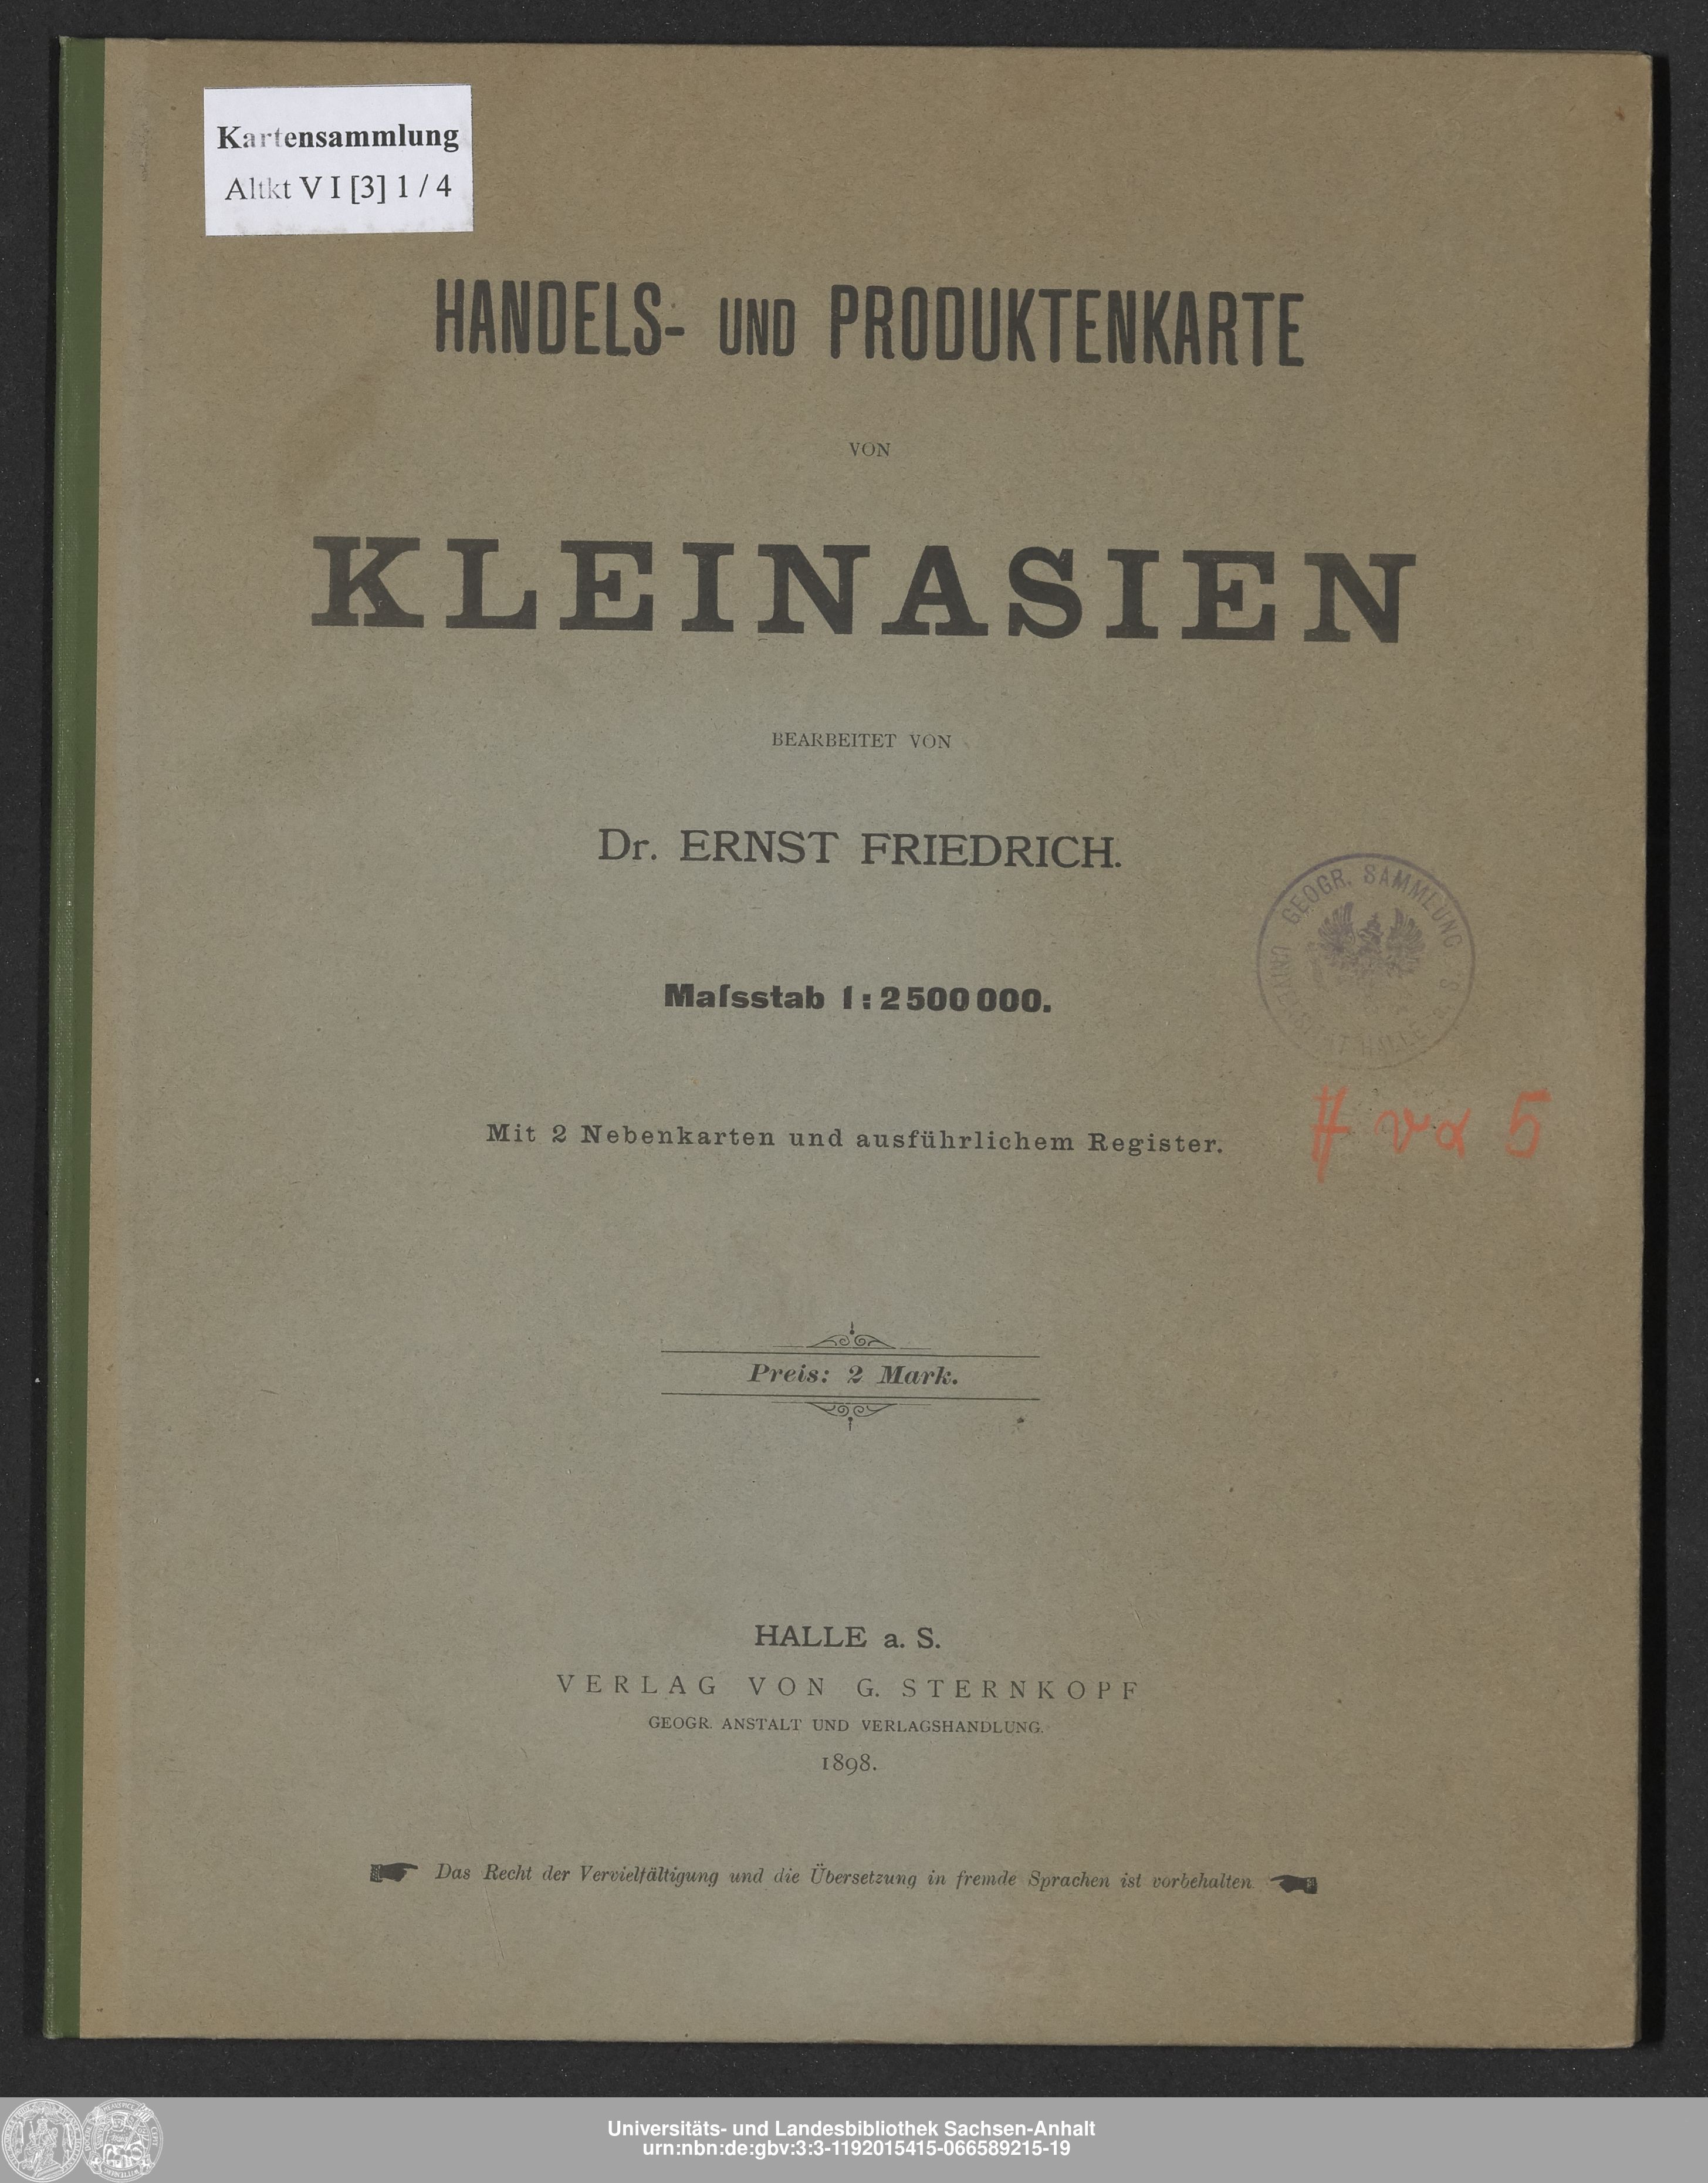 Kartensammlung
Altkt V I [3] 1 / 4
HANDELS- UND PRODUKTENKARTE
VON
KLEINASIEN
BEARBEITET VON
Dr. ERNST FRIEDRICH.
GEOGR. SAMMLUNG
HALLE a. S.
Maſsstab 1:2500000.
Mit 2 Nebenkarten und ausführlichem Register.
Preis: 2 Mark.
HALLE a. S.
VERLAG VON G. STERNKOPF
GEOGR. ANSTALT UND VERLAGSHANDLUNG.
1898.
Das Recht der Vervielfältigung und die Übersetzung in fremde Sprachen ist vorbehalten.
Universitäts- und Landesbibliothek Sachsen-Anhalt
urn:nbn:de:gbv:3:3-1192015415-066589215-19